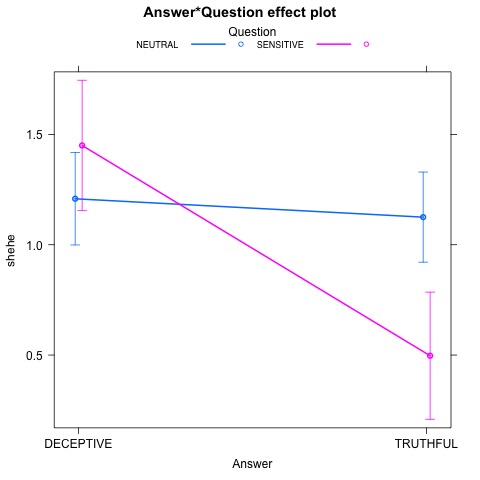 Answer*Question effect plot
Question
NEUTRAL SENSITIVE
1.5
1.0
0.5
shehe
DECEPTIVE TRUTHFUL
Answer